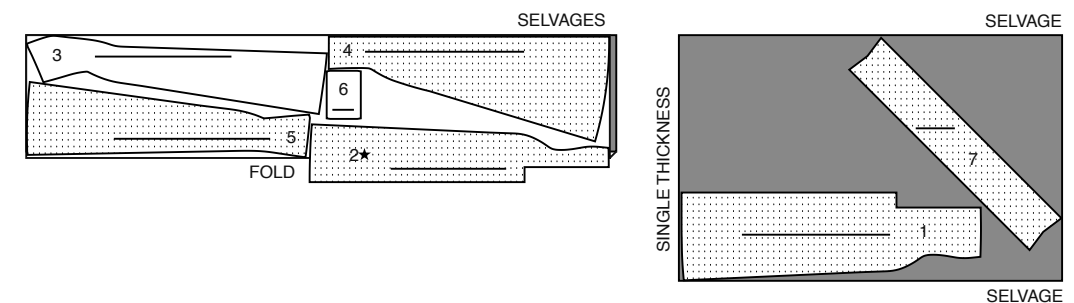 SELVAGES
3
4
6
5
2★
FOLD
SELVAGE
SINGLE THICKNESS
7
1
SELVAGE